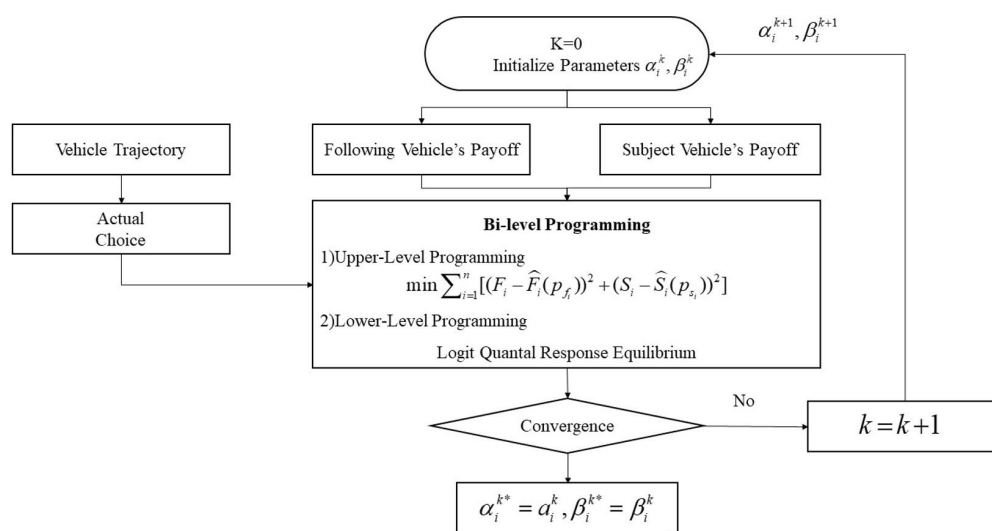 K=0
Initialize Parameters α_i^k, β_i^k
α_i^{k+1}, β_i^{k+1}
Vehicle Trajectory
Following Vehicle's Payoff
Subject Vehicle's Payoff
Actual
Choice
Bi-level Programming
1)Upper-Level Programming
min ∑_{i=1}^{n}[(F_i − F̂_i(p_{f_i}))^2 + (S_i − Ŝ_i(p_{s_i}))^2]
2)Lower-Level Programming
Logit Quantal Response Equilibrium
Convergence
No
k = k+1
α_i^{k*} = a_i^k, β_i^{k*} = β_i^k